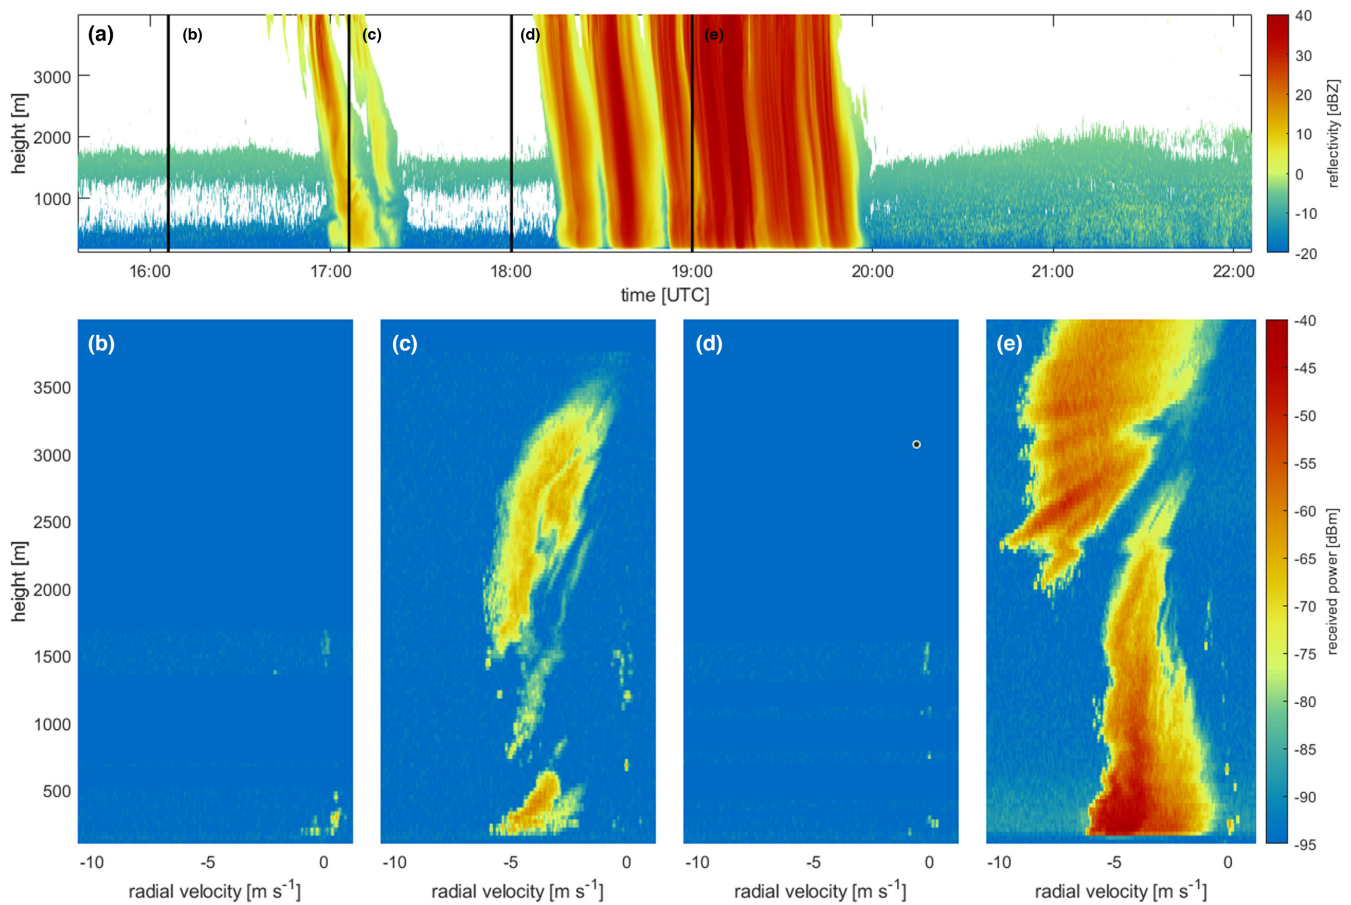 (a)
(b)
(c)
(d)
(e)
height [m]
3000
2000
1000
16:00
17:00
18:00
19:00
20:00
21:00
22:00
time [UTC]
40
30
20
10
0
-10
-20
reflectivity [dBZ]
(b)
(c)
(d)
(e)
height [m]
3500
3000
2500
2000
1500
1000
500
-10
-5
0
radial velocity [m s⁻¹]
-10
-5
0
radial velocity [m s⁻¹]
-10
-5
0
radial velocity [m s⁻¹]
-10
-5
0
radial velocity [m s⁻¹]
-40
-45
-50
-55
-60
-65
-70
-75
-80
-85
-90
-95
received power [dBm]